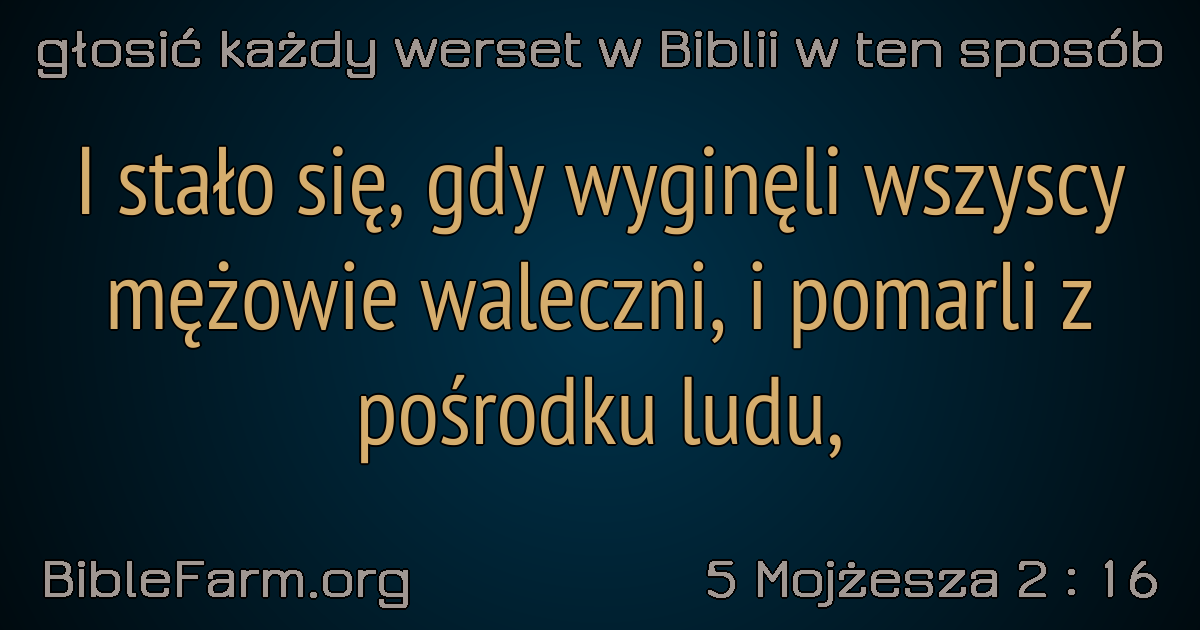 głosić każdy werset w Biblii w ten sposób
I stało się, gdy wyginęli wszyscy
mężowie waleczni, i pomarli z
pośrodku ludu,
BibleFarm.org
5 Mojżesza 2 : 16